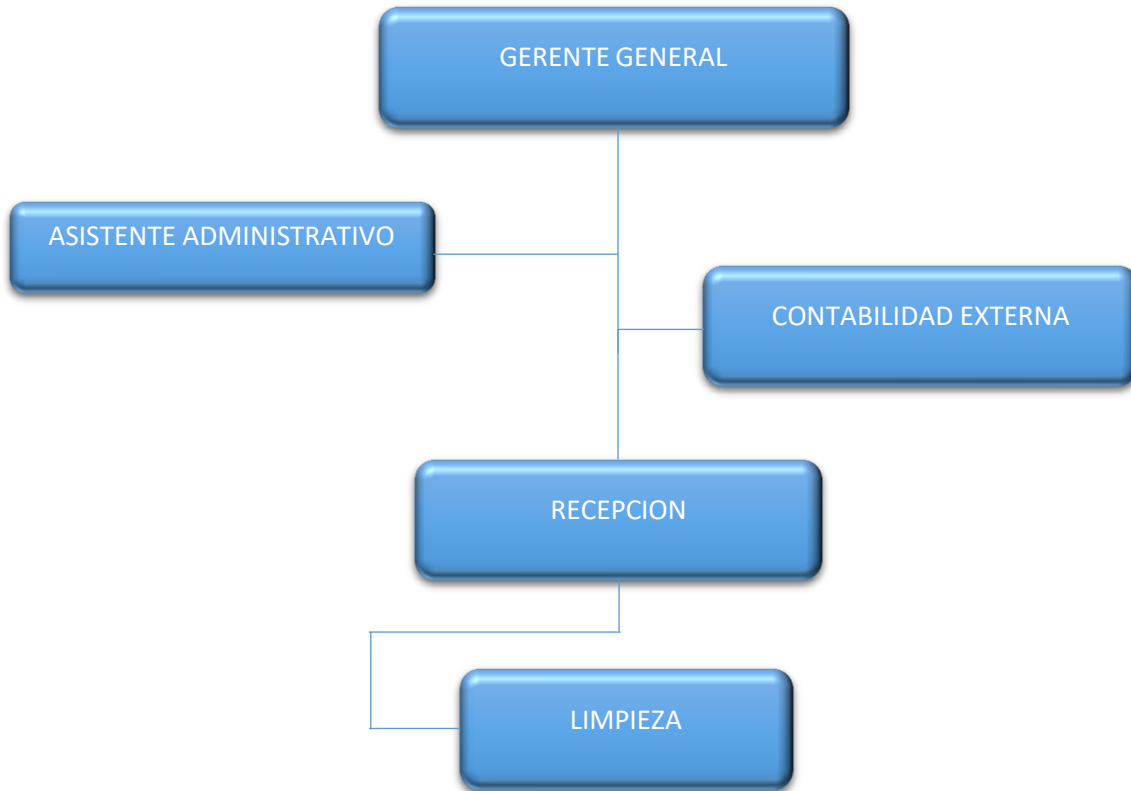 GERENTE GENERAL
ASISTENTE ADMINISTRATIVO
CONTABILIDAD EXTERNA
RECEPCION
LIMPIEZA